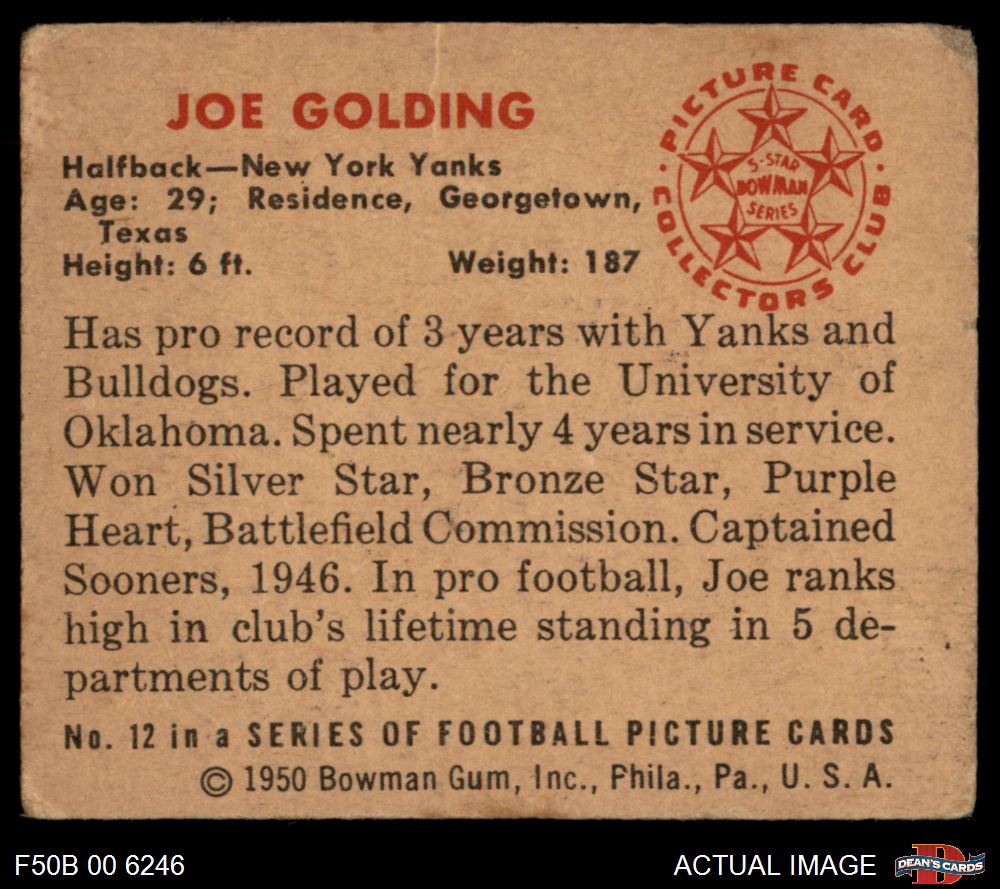 JOE GOLDING
Halfback—New York Yanks
Age: 29; Residence, Georgetown,
Texas
Height: 6 ft. Weight: 187
PICTURE CARD
COLLECTORS CLUB
5-STAR
BOWMAN
SERIES
Has pro record of 3 years with Yanks and
Bulldogs. Played for the University of
Oklahoma. Spent nearly 4 years in service.
Won Silver Star, Bronze Star, Purple
Heart, Battlefield Commission. Captained
Sooners, 1946. In pro football, Joe ranks
high in club's lifetime standing in 5 de-
partments of play.
No. 12 in a SERIES OF FOOTBALL PICTURE CARDS
© 1950 Bowman Gum, Inc., Phila., Pa., U. S. A.
F50B 00 6246
ACTUAL IMAGE
DEAN'S CARDS